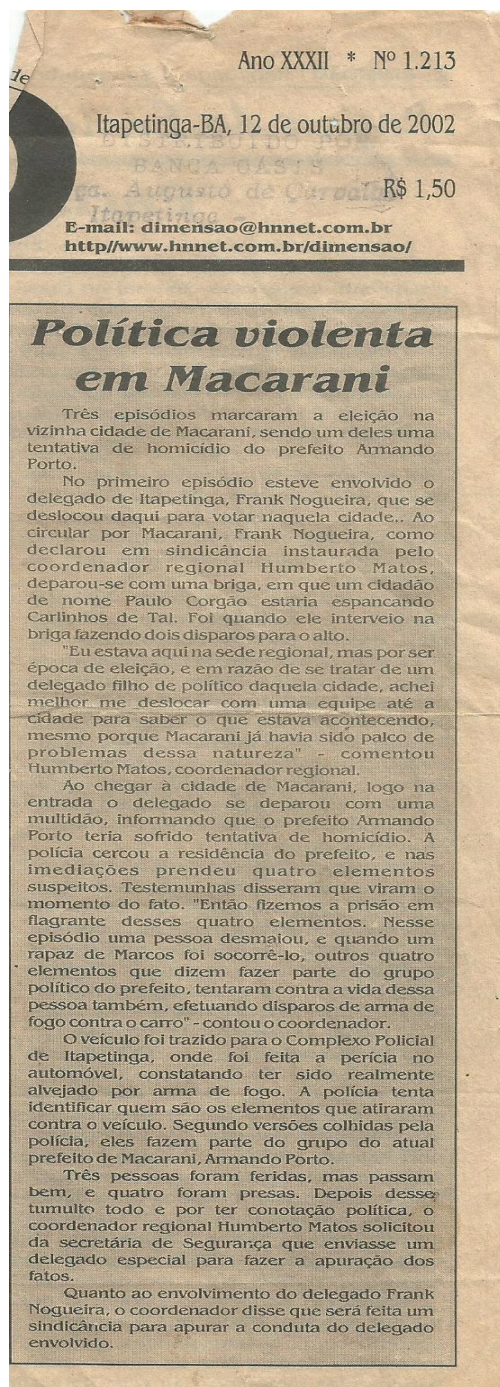 de
Ano XXXII * Nº 1.213
Itapetinga-BA, 12 de outubro de 2002
DISTRIBUIDO POR
BANCA OASIS
Augusto de Carvalho
Itapetinga -
R$ 1,50
E-mail: dimensao@hnnet.com.br
http//www.hnnet.com.br/dimensao/
Política violenta
em Macarani
Três episódios marcaram a eleição na
vizinha cidade de Macarani, sendo um deles uma
tentativa de homicídio do prefeito Armando
Porto.
No primeiro episódio esteve envolvido o
delegado de Itapetinga, Frank Nogueira, que se
deslocou daqui para votar naquela cidade.. Ao
circular por Macarani, Frank Nogueira, como
declarou em sindicância instaurada pelo
coordenador regional Humberto Matos,
deparou-se com uma briga, em que um cidadão
de nome Paulo Corgão estaria espancando
Carlinhos de Tal. Foi quando ele interveio na
briga fazendo dois disparos para o alto.
"Eu estava aqui na sede regional, mas por ser
época de eleição, e em razão de se tratar de um
delegado filho de político daquela cidade, achei
melhor me deslocar com uma equipe até a
cidade para saber o que estava acontecendo,
mesmo porque Macarani já havia sido palco de
problemas dessa natureza" - comentou
Humberto Matos, coordenador regional.
Ao chegar à cidade de Macarani, logo na
entrada o delegado se deparou com uma
multidão, informando que o prefeito Armando
Porto teria sofrido tentativa de homicídio. A
polícia cercou a residência do prefeito, e nas
imediações prendeu quatro elementos
suspeitos. Testemunhas disseram que viram o
momento do fato. "Então fizemos a prisão em
flagrante desses quatro elementos. Nesse
episódio uma pessoa desmaiou, e quando um
rapaz de Marcos foi socorrê-lo, outros quatro
elementos que dizem fazer parte do grupo
político do prefeito, tentaram contra a vida dessa
pessoa também, efetuando disparos de arma de
fogo contra o carro" - contou o coordenador.
O veículo foi trazido para o Complexo Policial
de Itapetinga, onde foi feita a perícia no
automóvel, constatando ter sido realmente
alvejado por arma de fogo. A polícia tenta
identificar quem são os elementos que atiraram
contra o veículo. Segundo versões colhidas pela
polícia, eles fazem parte do grupo do atual
prefeito de Macarani, Armando Porto.
Três pessoas foram feridas, mas passam
bem, e quatro foram presas. Depois desse
tumulto todo e por ter conotação política, o
coordenador regional Humberto Matos solicitou
da secretária de Segurança que enviasse um
delegado especial para fazer a apuração dos
fatos.
Quanto ao envolvimento do delegado Frank
Nogueira, o coordenador disse que será feita um
sindicância para apurar a conduta do delegado
envolvido.